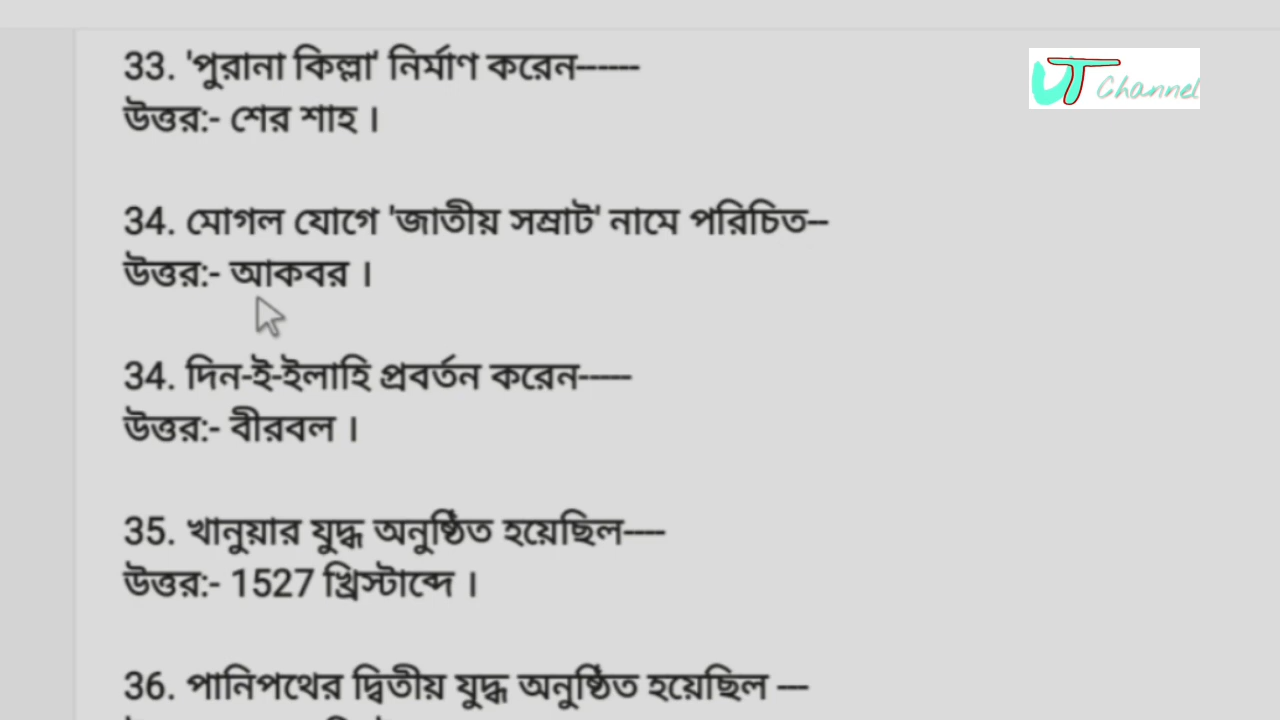 33. 'পুরানা কিল্লা' নির্মাণ করেন------
উত্তর:- শের শাহ ।
UT Channel
34. মোগল যোগে 'জাতীয় সম্রাট' নামে পরিচিত--
উত্তর:- আকবর ।
34. দিন-ই-ইলাহি প্রবর্তন করেন-----
উত্তর:- বীরবল ।
35. খানুয়ার যুদ্ধ অনুষ্ঠিত হয়েছিল----
উত্তর:- 1527 খ্রিস্টাব্দে ।
36. পানিপথের দ্বিতীয় যুদ্ধ অনুষ্ঠিত হয়েছিল ---